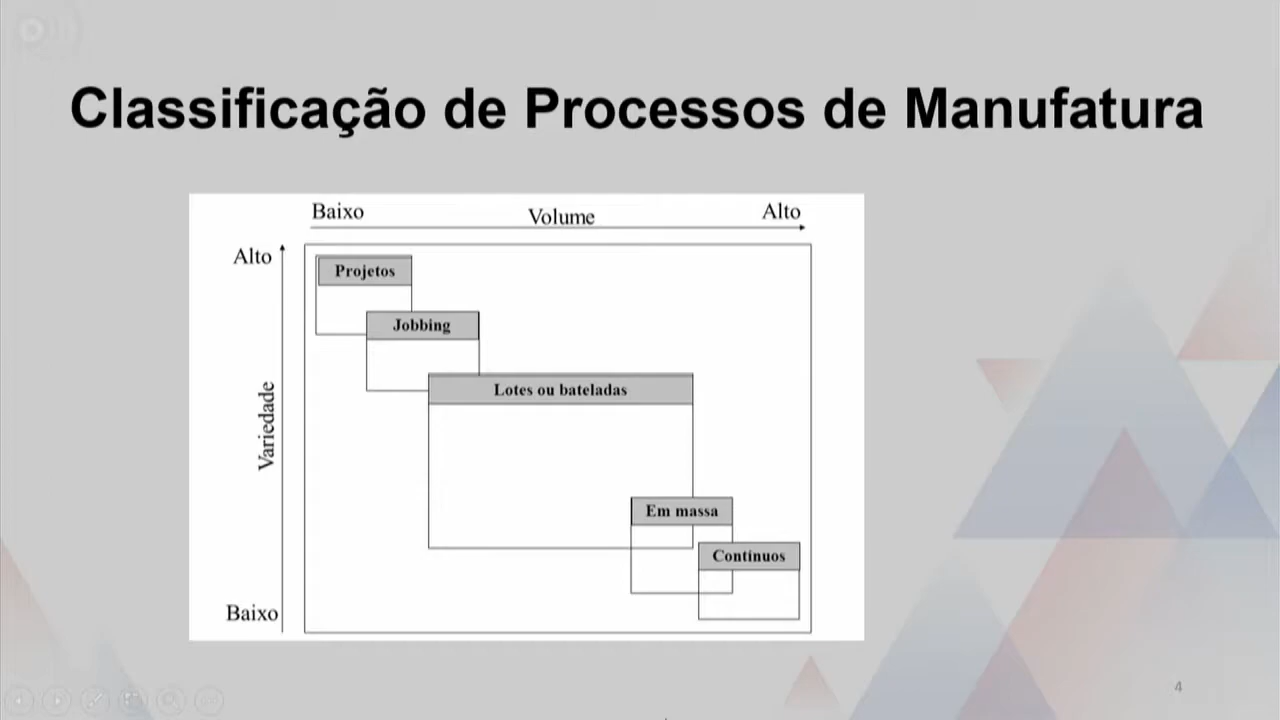 Classificação de Processos de Manufatura
Baixo
Volume
Alto
Alto
Projetos
Jobbing
Variedade
Lotes ou bateladas
Em massa
Contínuos
Baixo
4